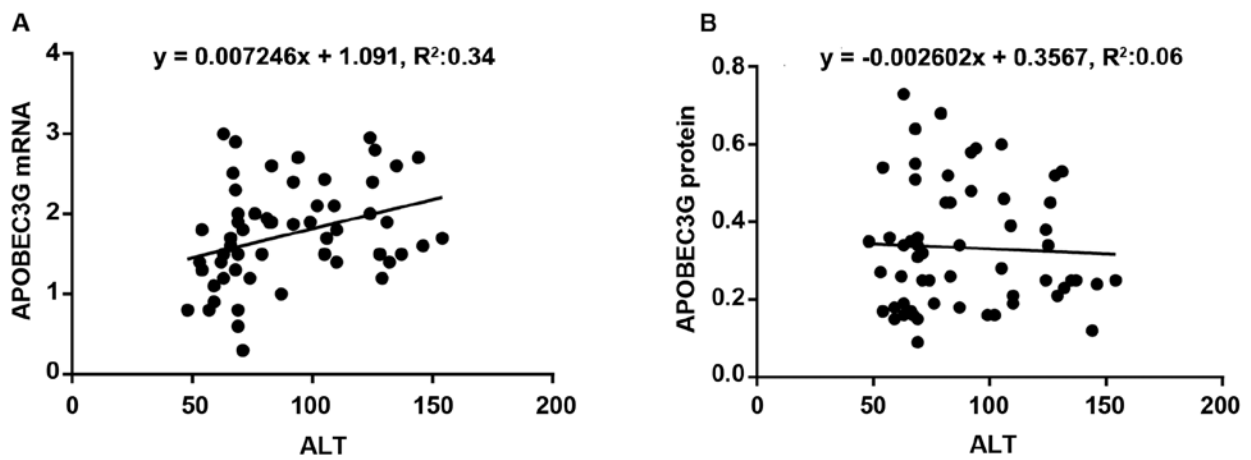 A
y = 0.007246x + 1.091, R²:0.34
APOBEC3G mRNA
4
3
2
1
0
0 50 100 150 200
ALT
B
y = -0.002602x + 0.3567, R²:0.06
APOBEC3G protein
0.8
0.6
0.4
0.2
0.0
0 50 100 150 200
ALT